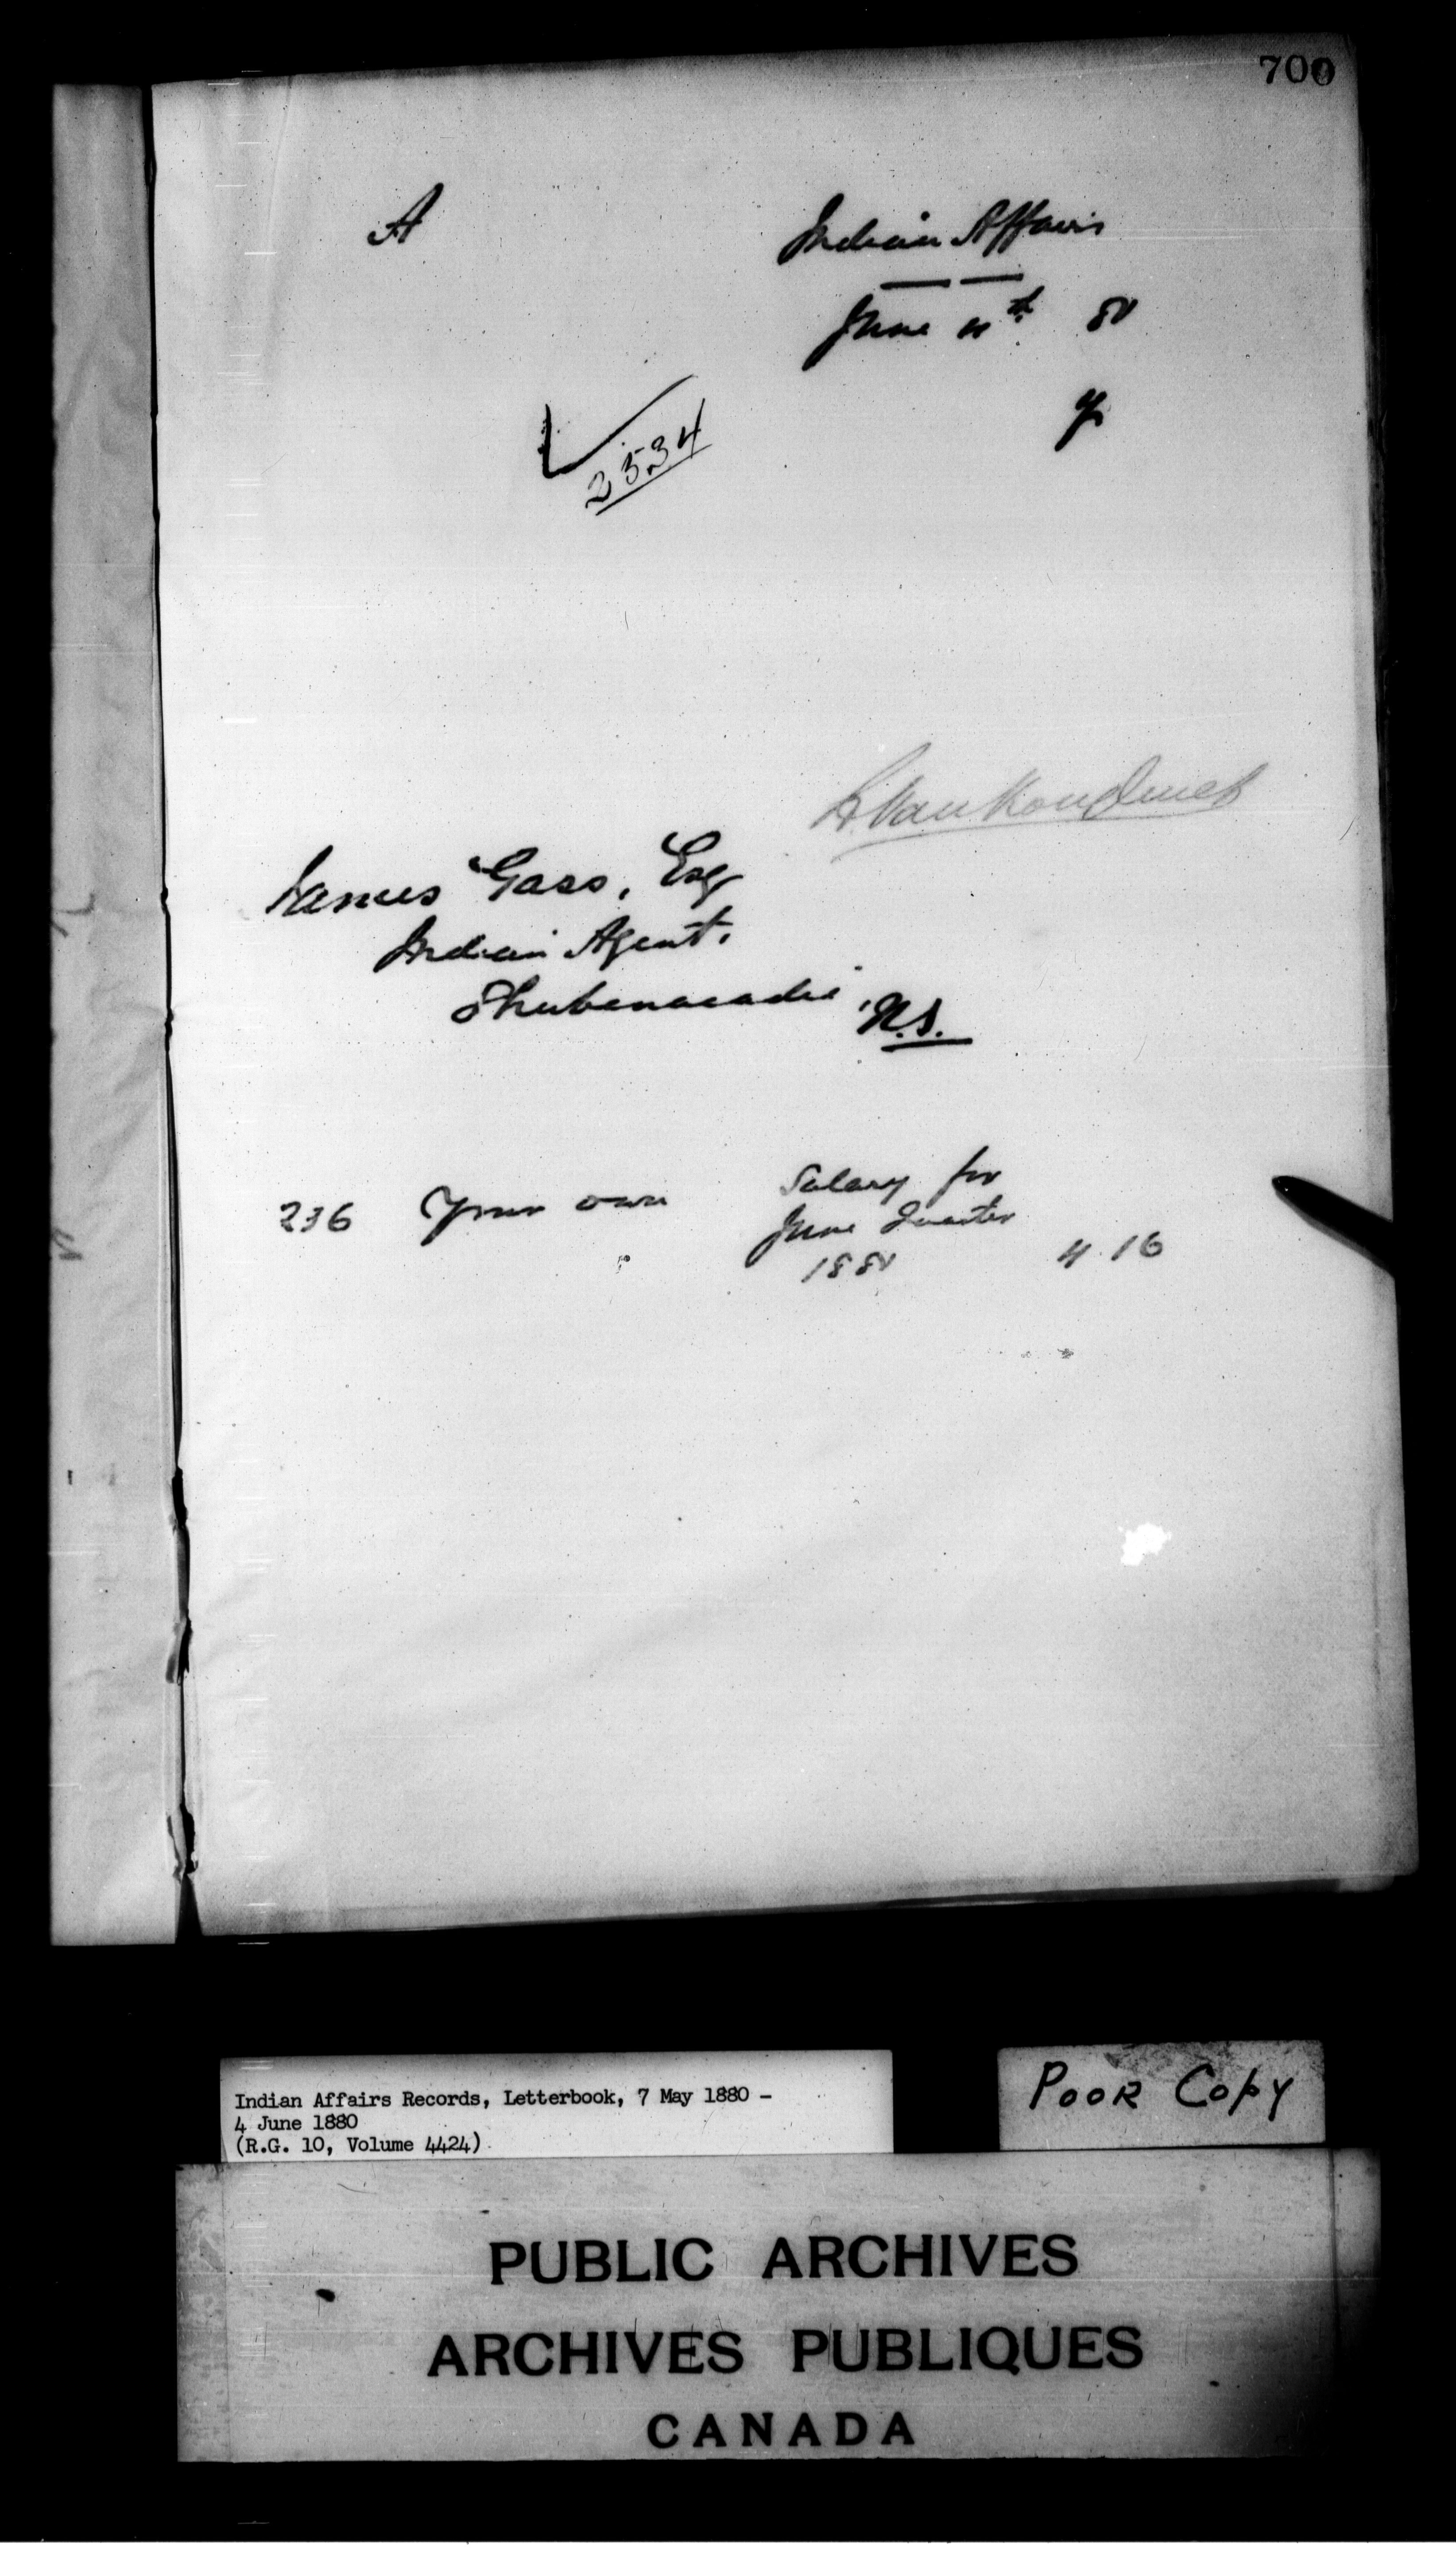 700
A
Indian Affairs
June 4th 80
2534
L. Van Koughnet
James Gass, Esq
Indian Agent.
Shubenacadie, N.S.
236 Your own Salary for
June Quarter
1880 4 16
Indian Affairs Records, Letterbook, 7 May 1880 -
4 June 1880
(R.G. 10, Volume 4424)
POOR COPY
PUBLIC ARCHIVES
ARCHIVES PUBLIQUES
CANADA